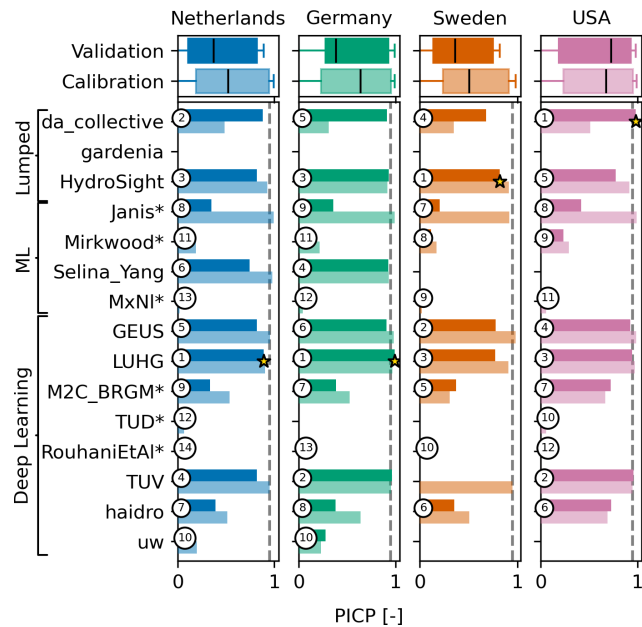 Netherlands Germany Sweden USA
Validation
Calibration
Lumped
da_collective 2 5 4 1
gardenia
HydroSight 3 3 1 5
ML
Janis* 8 9 7 8
Mirkwood* 11 11 8 9
Selina_Yang 6 4
MxNl* 13 12 9 11
Deep Learning
GEUS 5 6 2 4
LUHG 1 1 3 3
M2C_BRGM* 9 7 5 7
TUD* 12 10
RouhaniEtAl* 14 13 10 12
TUV 4 2 2
haidro 7 8 6 6
uw 10 10
0 1 0 1 0 1 0 1
PICP [-]